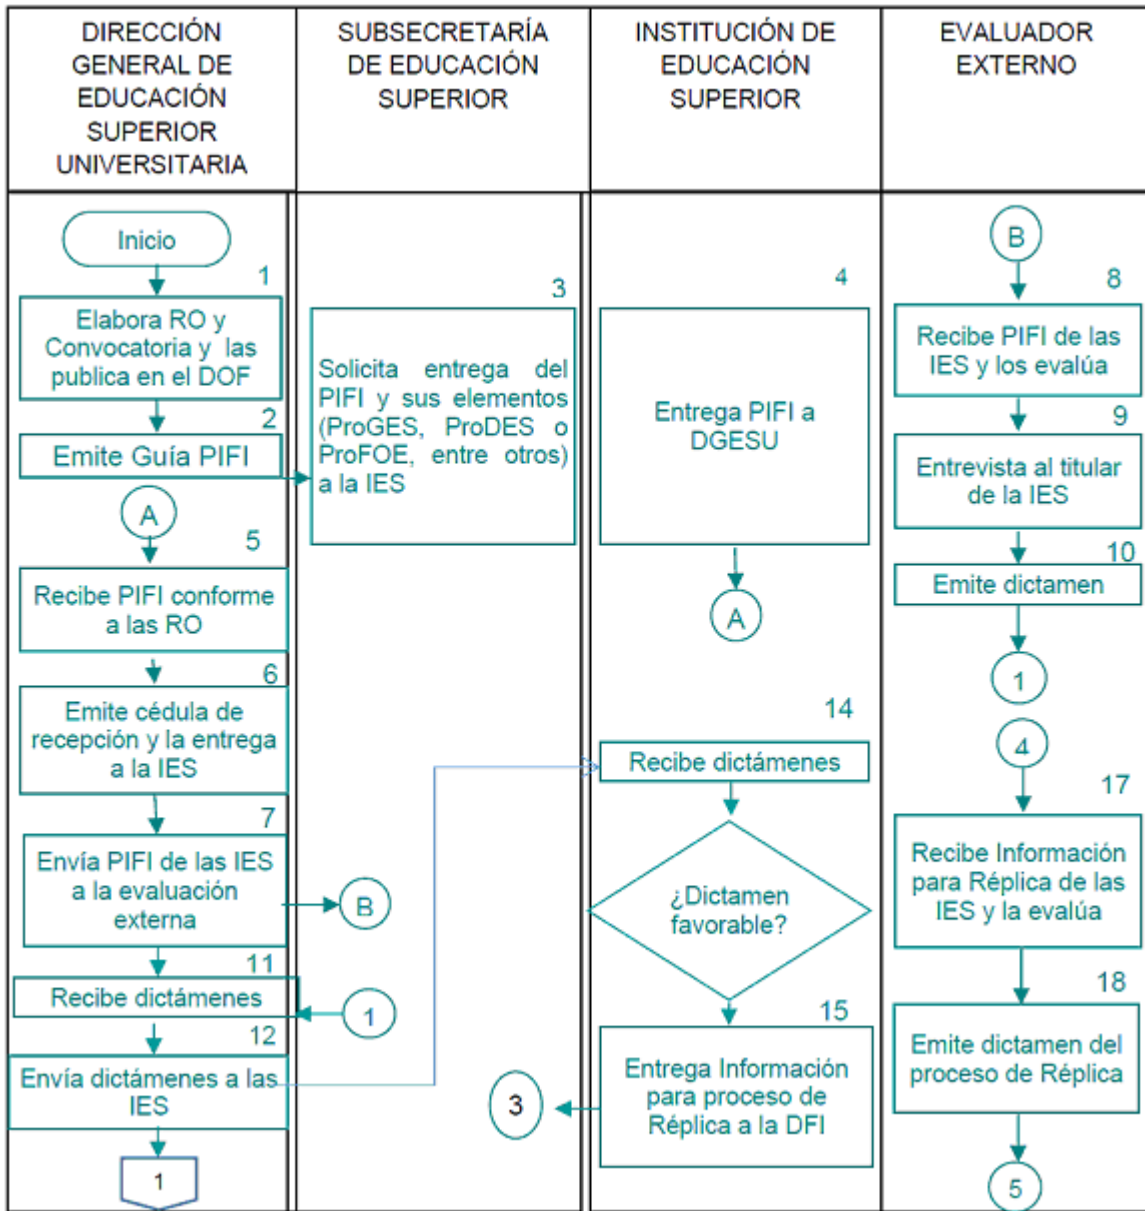 DIRECCIÓN
GENERAL DE
EDUCACIÓN
SUPERIOR
UNIVERSITARIA
SUBSECRETARÍA
DE EDUCACIÓN
SUPERIOR
INSTITUCIÓN DE
EDUCACIÓN
SUPERIOR
EVALUADOR
EXTERNO
Inicio
1
Elabora RO y
Convocatoria y las
publica en el DOF
2
Emite Guía PIFI
A
5
Recibe PIFI conforme
a las RO
6
Emite cédula de
recepción y la entrega
a la IES
7
Envía PIFI de las IES
a la evaluación
externa
11
Recibe dictámenes
12
Envía dictámenes a las
IES
1
3
Solicita entrega del
PIFI y sus elementos
(ProGES, ProDES o
ProFOE, entre otros)
a la IES
B
1
3
4
Entrega PIFI a
DGESU
A
14
Recibe dictámenes
¿Dictamen
favorable?
15
Entrega Información
para proceso de
Réplica a la DFI
B
8
Recibe PIFI de las
IES y los evalúa
9
Entrevista al titular
de la IES
10
Emite dictamen
1
4
17
Recibe Información
para Réplica de las
IES y la evalúa
18
Emite dictamen del
proceso de Réplica
5